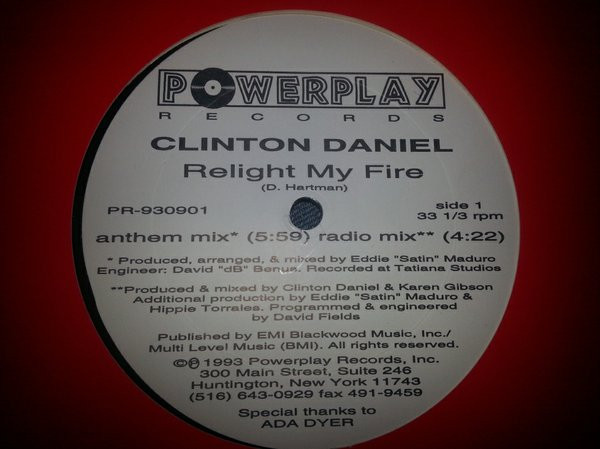 POWERPLAY
RECORDS
CLINTON DANIEL
Relight My Fire
(D. Hartman)
PR-930901
side 1
33 1/3 rpm
anthem mix* (5:59) radio mix** (4:22)
* Produced, arranged, & mixed by Eddie "Satin" Maduro
Engineer: David "dB" Benus. Recorded at Tatiana Studios
**Produced & mixed by Clinton Daniel & Karen Gibson
Additional production by Eddie "Satin" Maduro &
Hippie Torrales. Programmed & engineered
by David Fields
Published by EMI Blackwood Music, Inc./
Multi Level Music (BMI). All rights reserved.
©℗ 1993 Powerplay Records, Inc.
300 Main Street, Suite 246
Huntington, New York 11743
(516) 643-0929 fax 491-9459
Special thanks to
ADA DYER